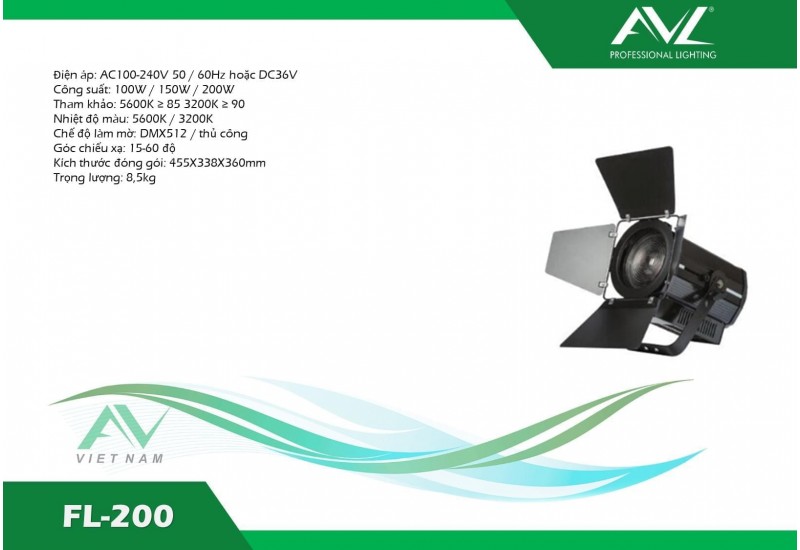 AVL®
PROFESSIONAL LIGHTING
Điện áp: AC100-240V 50 / 60Hz hoặc DC36V
Công suất: 100W / 150W / 200W
Tham khảo: 5600K ≥ 85 3200K ≥ 90
Nhiệt độ màu: 5600K / 3200K
Chế độ làm mờ: DMX512 / thủ công
Góc chiếu xạ: 15-60 độ
Kích thước đóng gói: 455X338X360mm
Trọng lượng: 8,5kg
AV
VIETNAM
FL-200